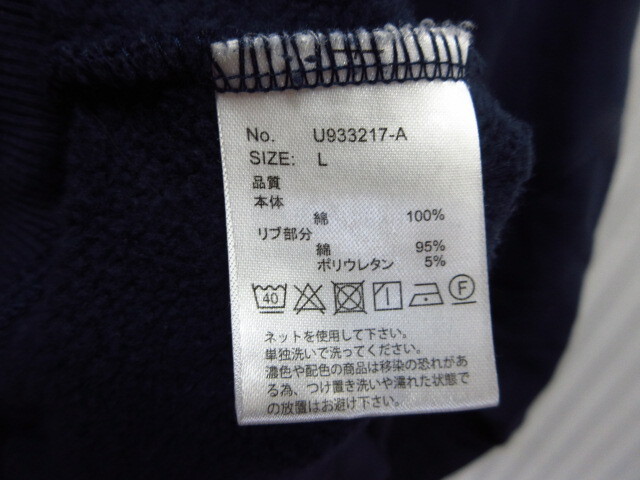 No. U933217-A
SIZE: L
品質
本体
綿 100%
リブ部分
綿 95%
ポリウレタン 5%
40 F
ネットを使用して下さい。
単独洗いで洗ってください。
濃色や配色の商品は移染の恐れがあ
る為、つけ置き洗いや濡れた状態で
の放置はお避け下さい。